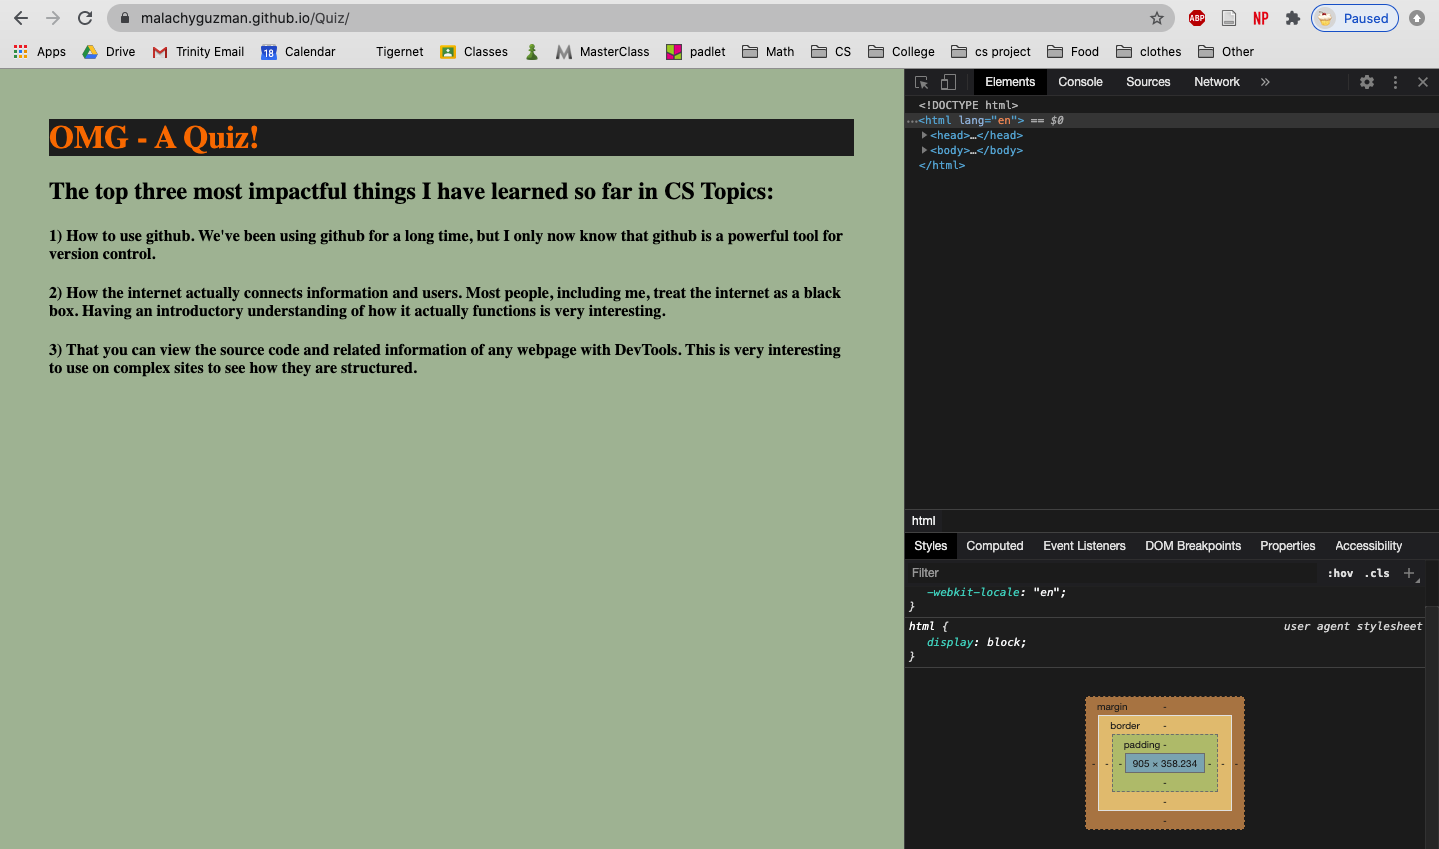 malachyguzman.github.io/Quiz/
ABP
NP
Paused
Apps
Drive
Trinity Email
18
Calendar
Tigernet
Classes
MasterClass
padlet
Math
CS
College
cs project
Food
clothes
Other
OMG - A Quiz!
The top three most impactful things I have learned so far in CS Topics:
1) How to use github. We've been using github for a long time, but I only now know that github is a powerful tool for
version control.
2) How the internet actually connects information and users. Most people, including me, treat the internet as a black
box. Having an introductory understanding of how it actually functions is very interesting.
3) That you can view the source code and related information of any webpage with DevTools. This is very interesting
to use on complex sites to see how they are structured.
Elements Console Sources Network »
<!DOCTYPE html>
…<html lang="en"> == $0
<head>…</head>
<body>…</body>
</html>
html
Styles Computed Event Listeners DOM Breakpoints Properties Accessibility
Filter :hov .cls +
-webkit-locale: "en";
}
html { user agent stylesheet
display: block;
}
margin -
border -
padding -
- - - 905 × 358.234 - - -
-
-
-